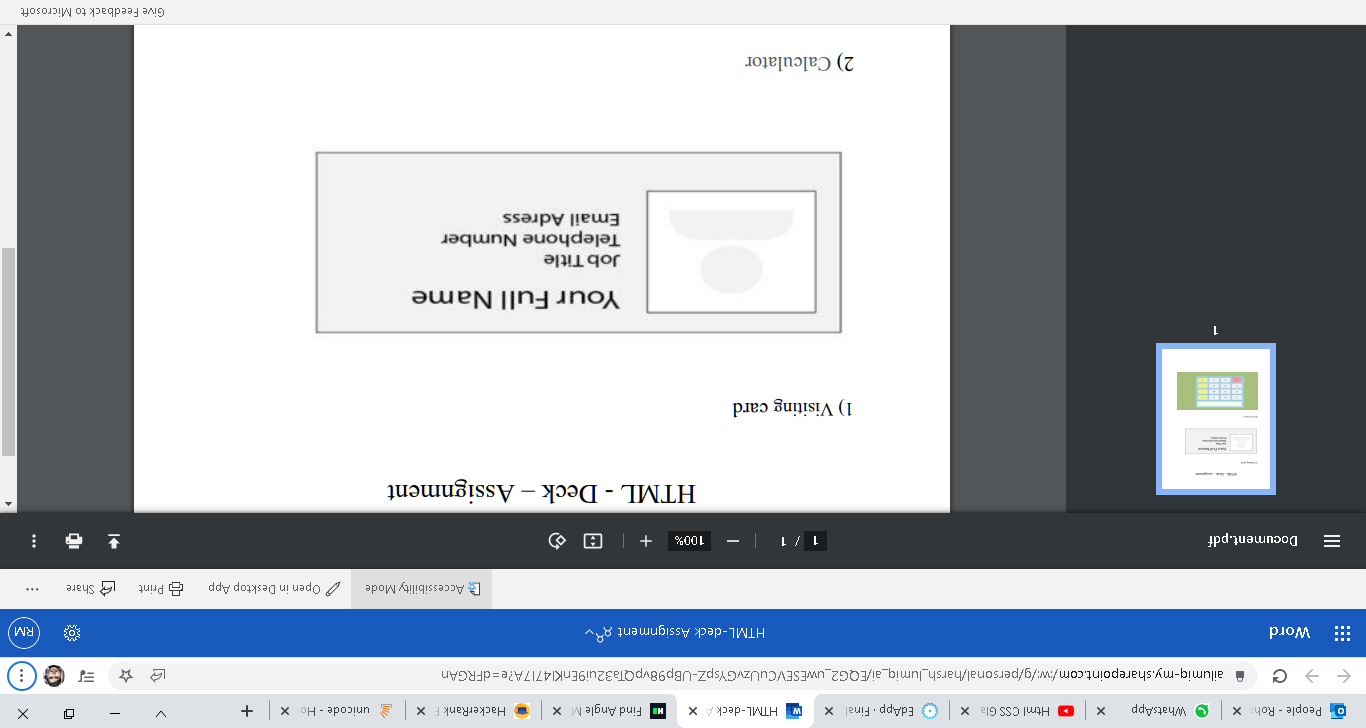 People - Roha
WhatsApp
Html CSS Gla
EdApp - Final
HTML-deck A
Find Angle M
HackerRank F
unicode - Ho
ailumiq-my.sharepoint.com/:w:/g/personal/harsh_lumiq_ai/EQG2_uwESEVCuUzvGYspZ-UBp98vpQTa32ui9EnKI47I7A?e=dFRGAn
Word
HTML-deck Assignment
RM
Accessibility Mode
Open in Desktop App
Print
Share
Document.pdf
1 / 1
100%
HTML - Deck – Assignment
1) Visiting card
Your Full Name
Job Title
Telephone Number
Email Adress
2) Calculator
1
Give Feedback to Microsoft